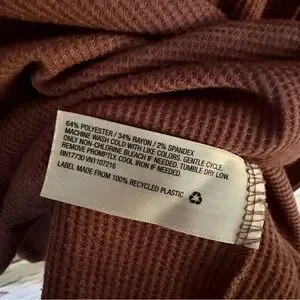 64% POLYESTER / 34% RAYON / 2% SPANDEX
MACHINE WASH COLD WITH LIKE COLORS. GENTLE CYCLE.
ONLY NON-CHLORINE BLEACH IF NEEDED. TUMBLE DRY LOW.
REMOVE PROMPTLY. COOL IRON IF NEEDED.
RN17730 VN1107216
LABEL MADE FROM 100% RECYCLED PLASTIC